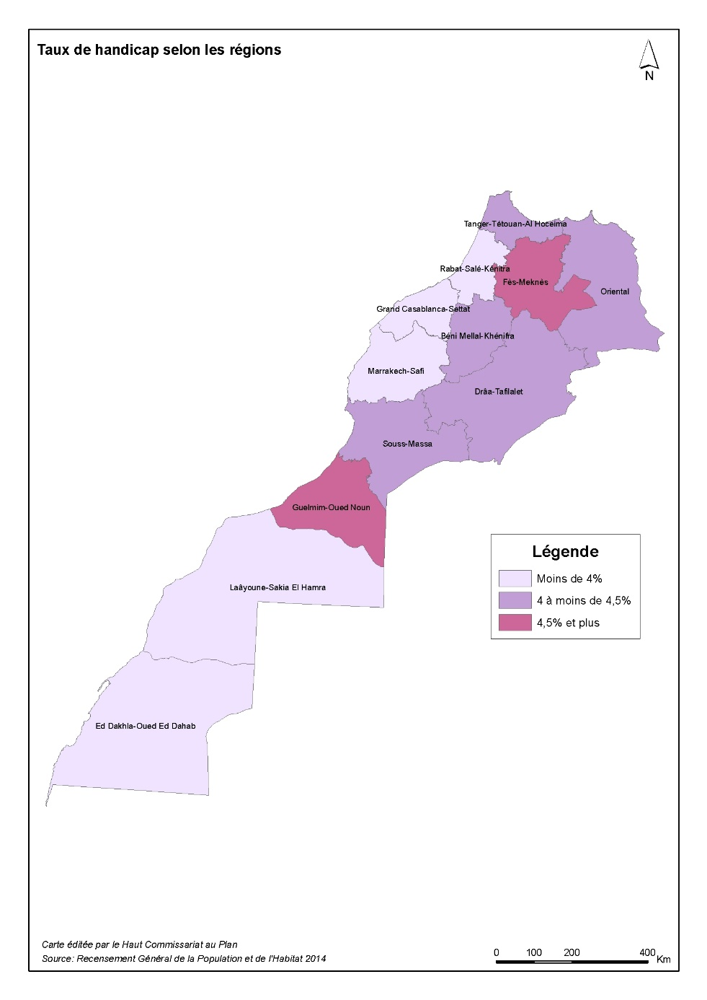 Taux de handicap selon les régions
N
Tanger-Tétouan-Al Hoceima
Rabat-Salé-Kénitra
Fès-Meknès
Oriental
Grand Casablanca-Settat
Béni Mellal-Khénifra
Marrakech-Safi
Drâa-Tafilalet
Souss-Massa
Guelmim-Oued Noun
Légende
Moins de 4%
4 à moins de 4,5%
4,5% et plus
Laâyoune-Sakia El Hamra
Ed Dakhla-Oued Ed Dahab
Carte éditée par le Haut Commissariat au Plan
Source: Recensement Général de la Population et de l'Habitat 2014
0 100 200 400 Km